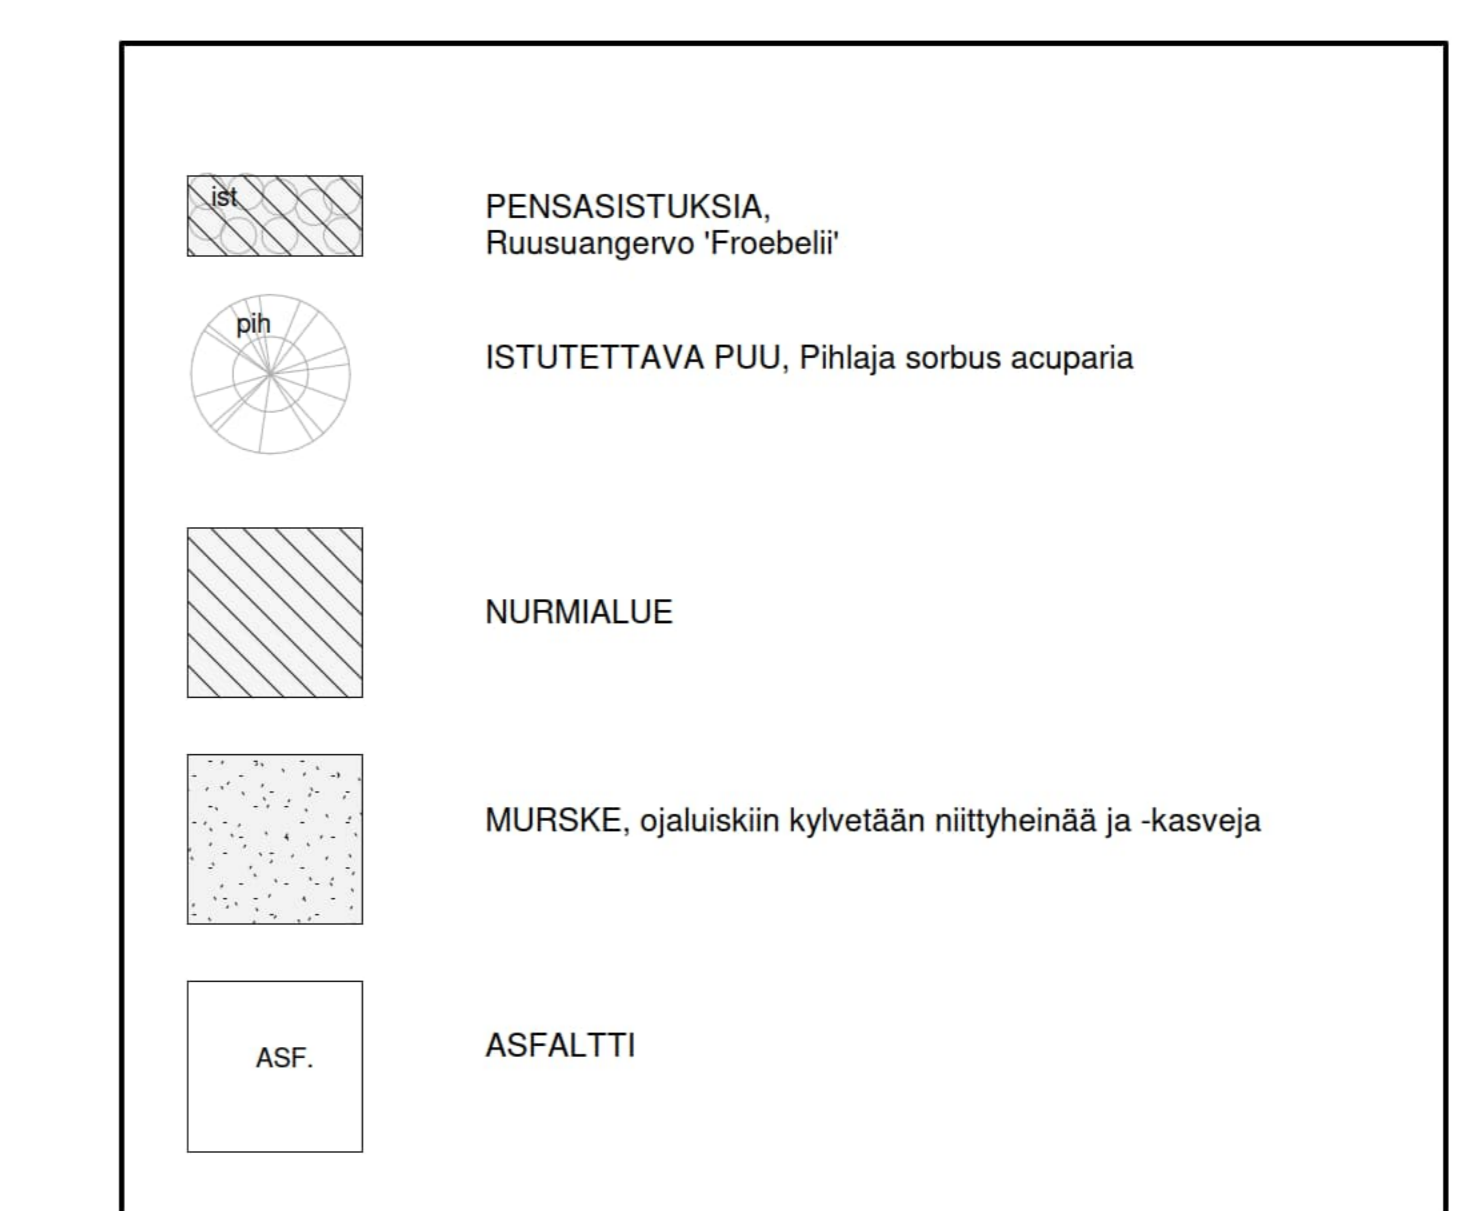 ist
PENSASISTUKSIA,
Ruusuangervo 'Froebelii'
pih
ISTUTETTAVA PUU, Pihlaja sorbus acuparia
NURMIALUE
MURSKE, ojaluiskiin kylvetään niittyheinää ja -kasveja
ASF.
ASFALTTI